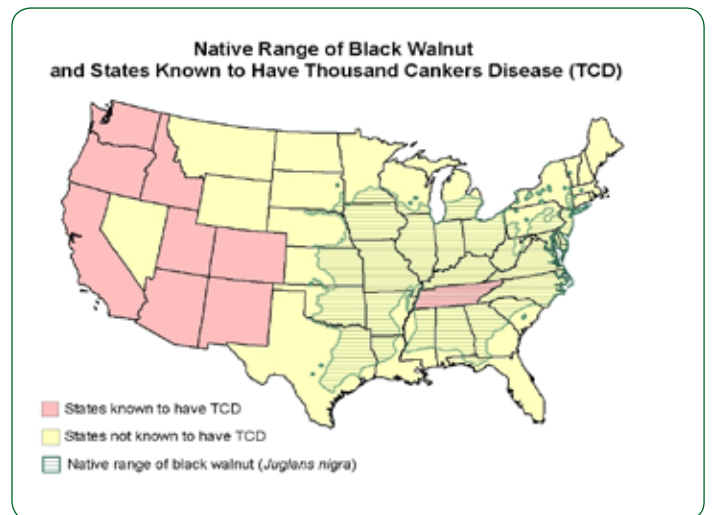 Native Range of Black Walnut
and States Known to Have Thousand Cankers Disease (TCD)
States known to have TCD
States not known to have TCD
Native range of black walnut (Juglans nigra)